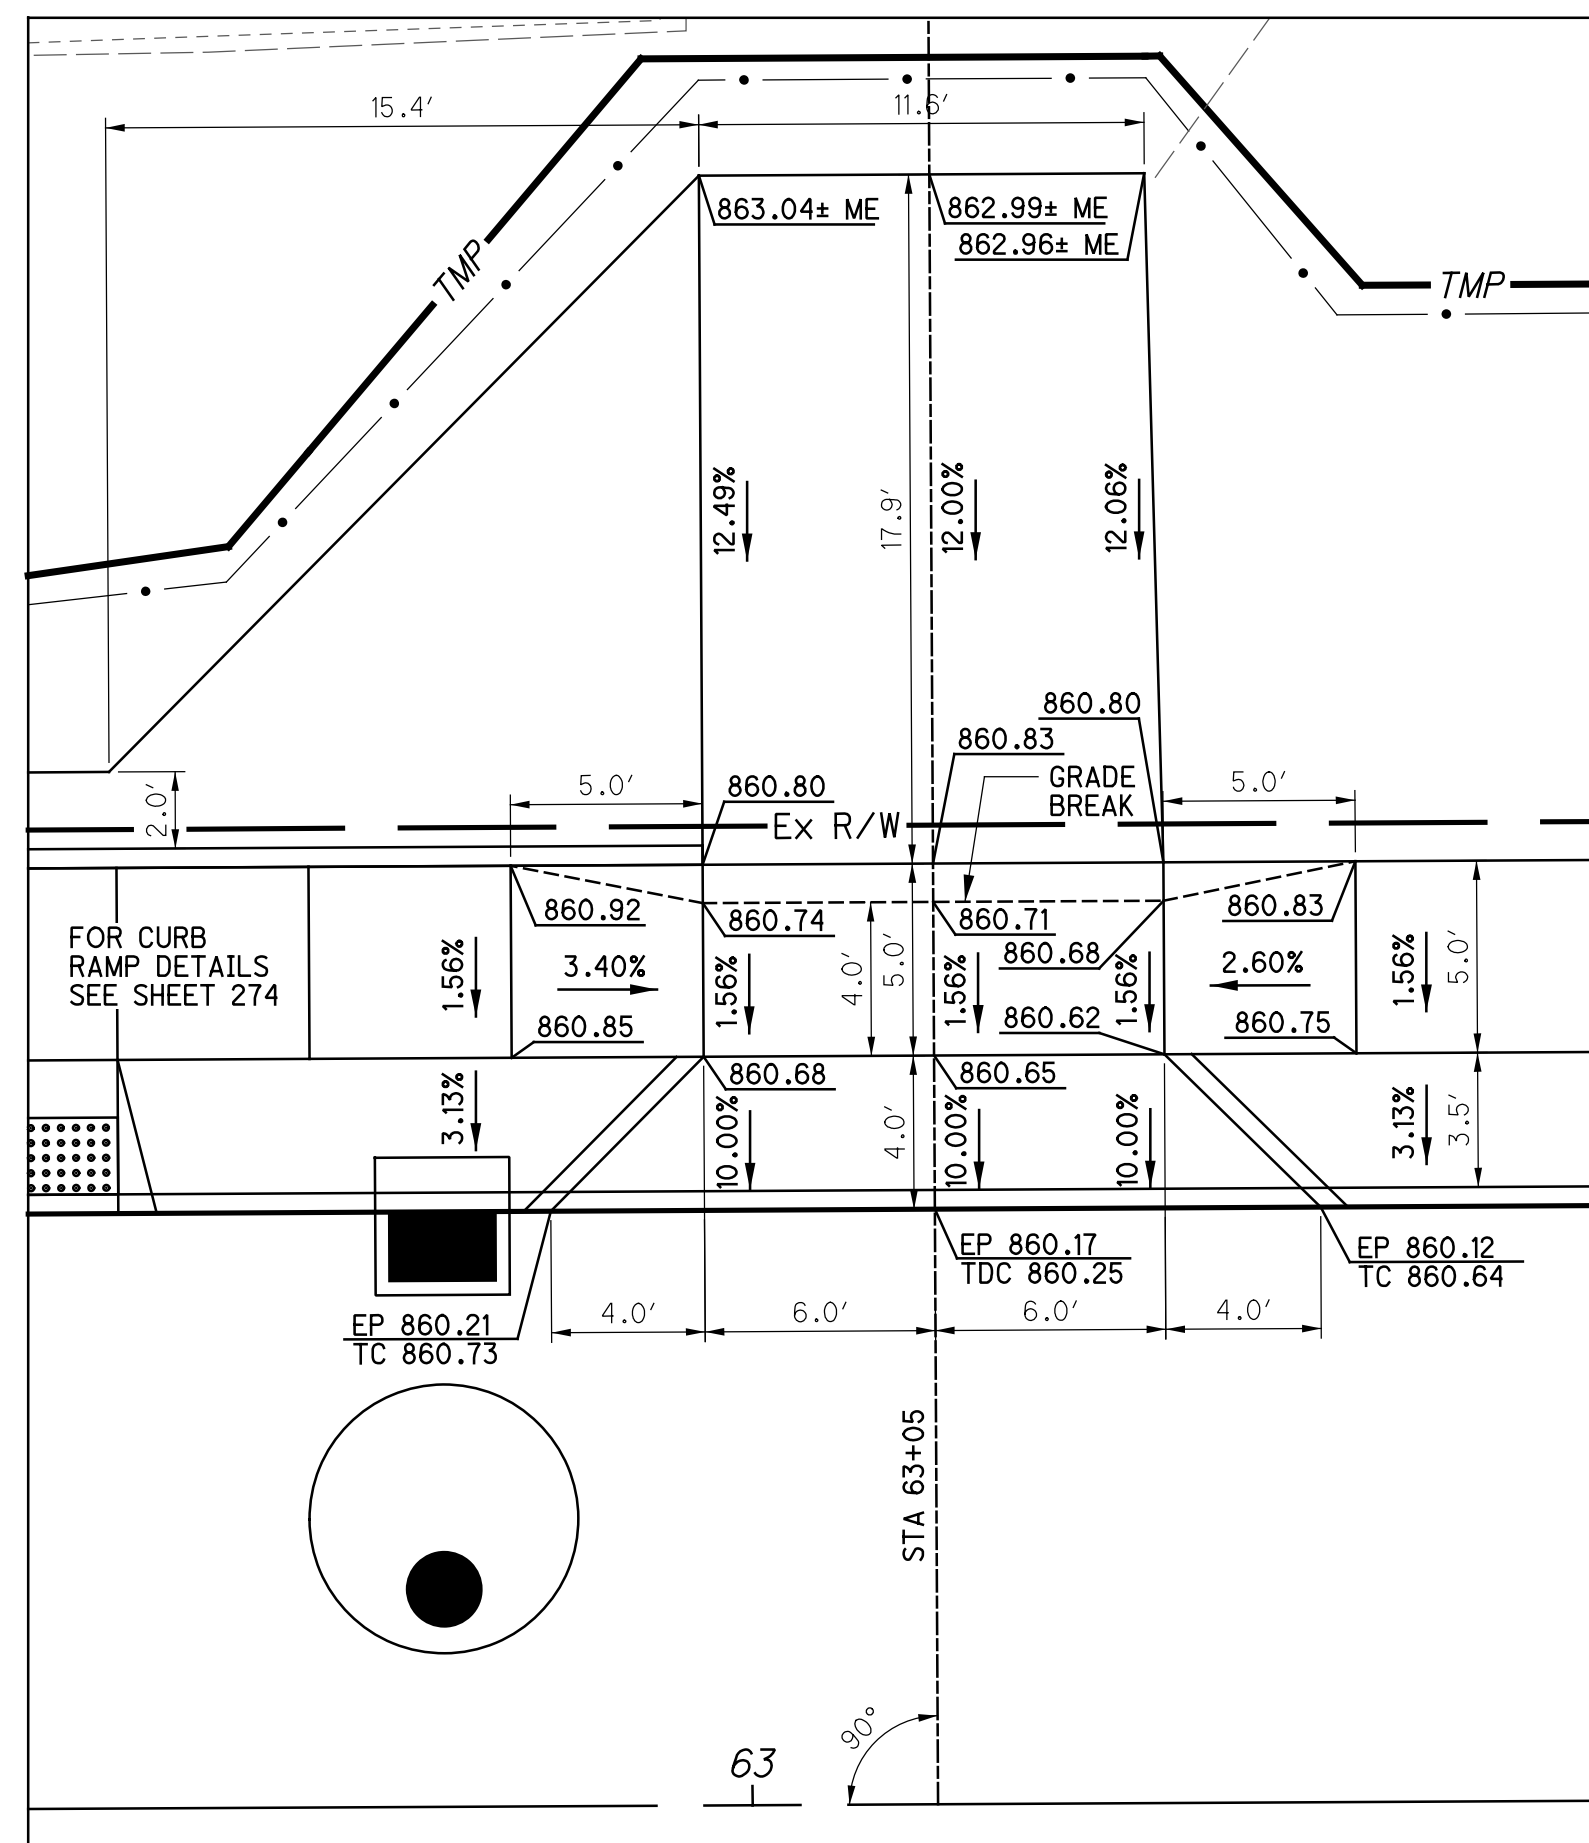 15.4'
11.6'
863.04± ME
862.99± ME
862.96± ME
TMP
TMP
12.49%
17.9'
12.00%
12.06%
860.80
860.83
GRADE
BREAK
5.0'
860.80
5.0'
2.0'
Ex R/W
FOR CURB
RAMP DETAILS
SEE SHEET 274
860.92
860.74
860.71
860.83
1.56%
3.40%
1.56%
4.0'
5.0'
1.56%
860.68
1.56%
2.60%
1.56%
5.0'
860.85
860.62
860.75
860.68
860.65
3.13%
10.00%
4.0'
10.00%
10.00%
3.13%
3.5'
EP 860.17
TDC 860.25
EP 860.12
TC 860.64
EP 860.21
TC 860.73
4.0'
6.0'
6.0'
4.0'
STA 63+05
90°
63